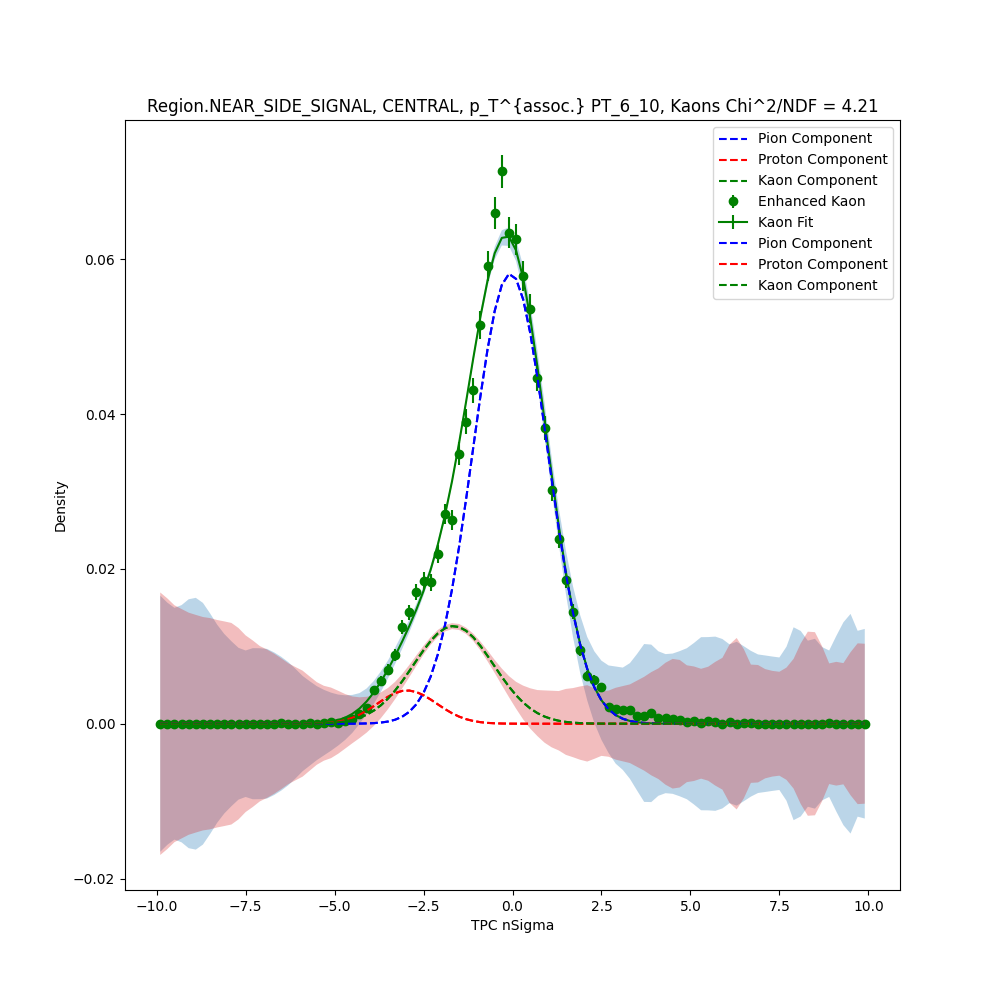 Region.NEAR_SIDE_SIGNAL, CENTRAL, p_T^{assoc.} PT_6_10, Kaons Chi^2/NDF = 4.21
Pion Component
Proton Component
Kaon Component
Enhanced Kaon
Kaon Fit
Pion Component
Proton Component
Kaon Component
Density
0.06
0.04
0.02
0.00
−0.02
−10.0 −7.5 −5.0 −2.5 0.0 2.5 5.0 7.5 10.0
TPC nSigma